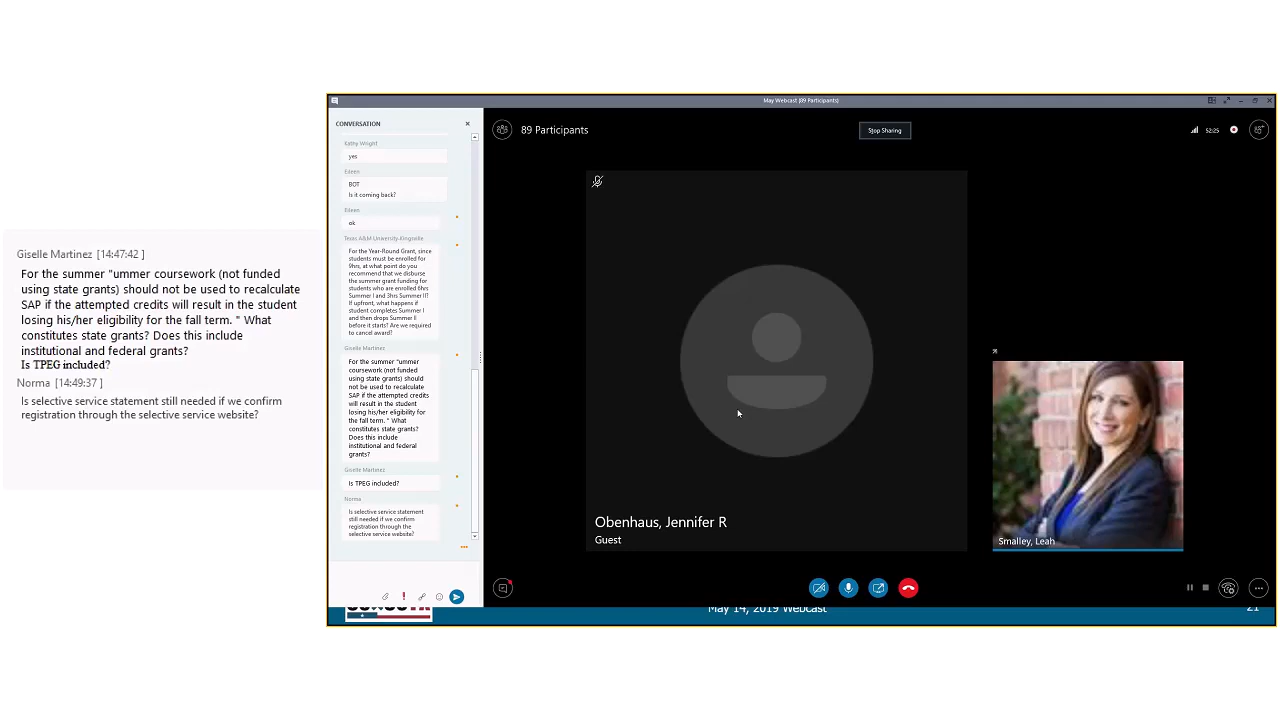 Giselle Martinez [14:47:42 ]
For the summer "ummer coursework (not funded
using state grants) should not be used to recalculate
SAP if the attempted credits will result in the student
losing his/her eligibility for the fall term. " What
constitutes state grants? Does this include
institutional and federal grants?
Is TPEG included?
Norma [14:49:37 ]
Is selective service statement still needed if we confirm
registration through the selective service website?
May Webcast (89 Participants)
CONVERSATION
Kathy Wright
yes
Eileen
BOT
Is it coming back?
Eileen
ok
Texas A&M University-Kingsville
For the Year-Round Grant, since
students must be enrolled for
9hrs, at what point do you
recommend that we disburse
the summer grant funding for
students who are enrolled 6hrs
Summer I and 3hrs Summer II?
If upfront, what happens if
student completes Summer I
and then drops Summer II
before it starts? Are we required
to cancel award?
Giselle Martinez
For the summer "ummer
coursework (not funded
using state grants) should
not be used to recalculate
SAP if the attempted credits
will result in the student
losing his/her eligibility for
the fall term. " What
constitutes state grants?
Does this include
institutional and federal
grants?
Giselle Martinez
Is TPEG included?
Norma
Is selective service statement
still needed if we confirm
registration through the
selective service website?
89 Participants
Stop Sharing
52:25
Obenhaus, Jennifer R
Guest
Smalley, Leah
May 14, 2019 Webcast
21